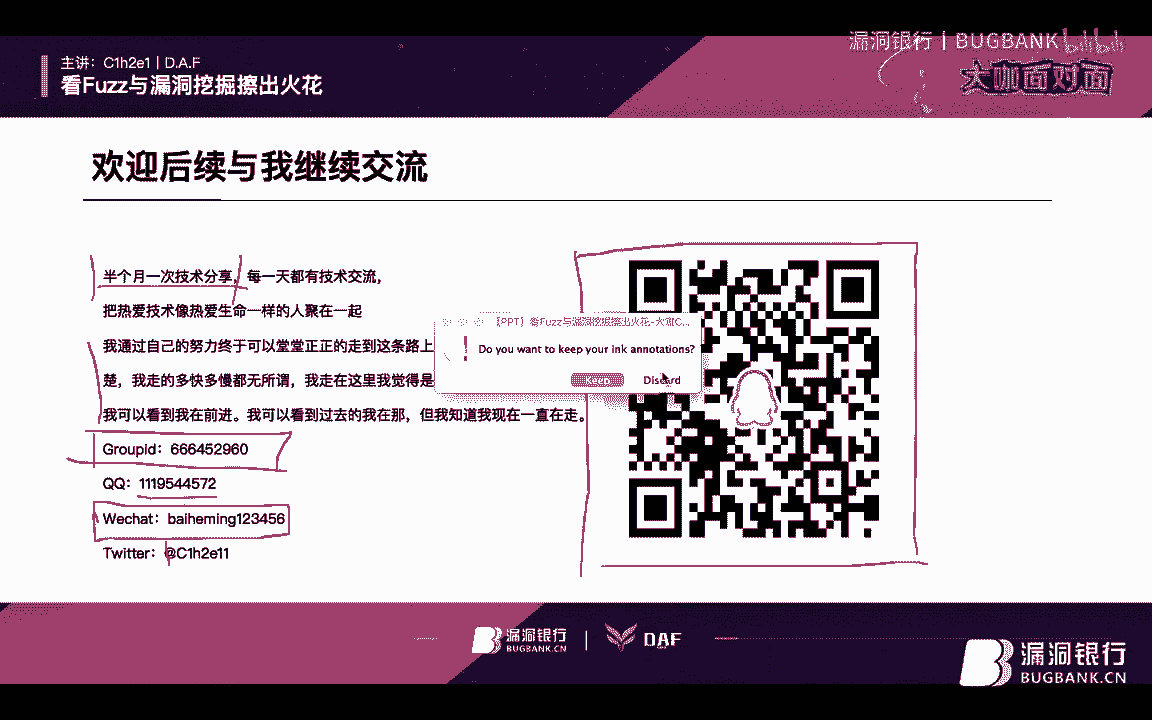 漏洞银行 | BUGBANK bilibili
主讲：C1h2e1 | D.A.F
看Fuzz与漏洞挖掘擦出火花
大咖面对面
欢迎后续与我继续交流
半个月一次技术分享，每一天都有技术交流，
把热爱技术像热爱生命一样的人聚在一起
我通过自己的努力终于可以堂堂正正的走到这条路上
楚，我走的多快多慢都无所谓，我走在这里我觉得是
我可以看到我在前进。我可以看到过去的我在那，但我知道我现在一直在走。
Groupid：666452960
QQ：1119544572
Wechat：baiheming123456
Twitter：@C1h2e11
【PPT】看Fuzz与漏洞挖掘擦出火花-大咖C...
Do you want to keep your ink annotations?
Keep
Discard
漏洞银行
BUGBANK.CN
DAF
漏洞银行
BUGBANK.CN